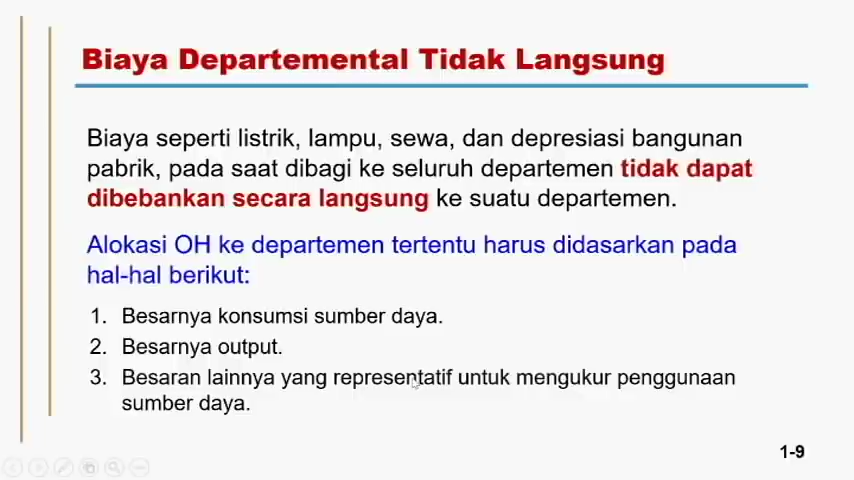 Biaya Departemental Tidak Langsung
Biaya seperti listrik, lampu, sewa, dan depresiasi bangunan
pabrik, pada saat dibagi ke seluruh departemen tidak dapat
dibebankan secara langsung ke suatu departemen.
Alokasi OH ke departemen tertentu harus didasarkan pada
hal-hal berikut:
1. Besarnya konsumsi sumber daya.
2. Besarnya output.
3. Besaran lainnya yang representatif untuk mengukur penggunaan
sumber daya.
1-9